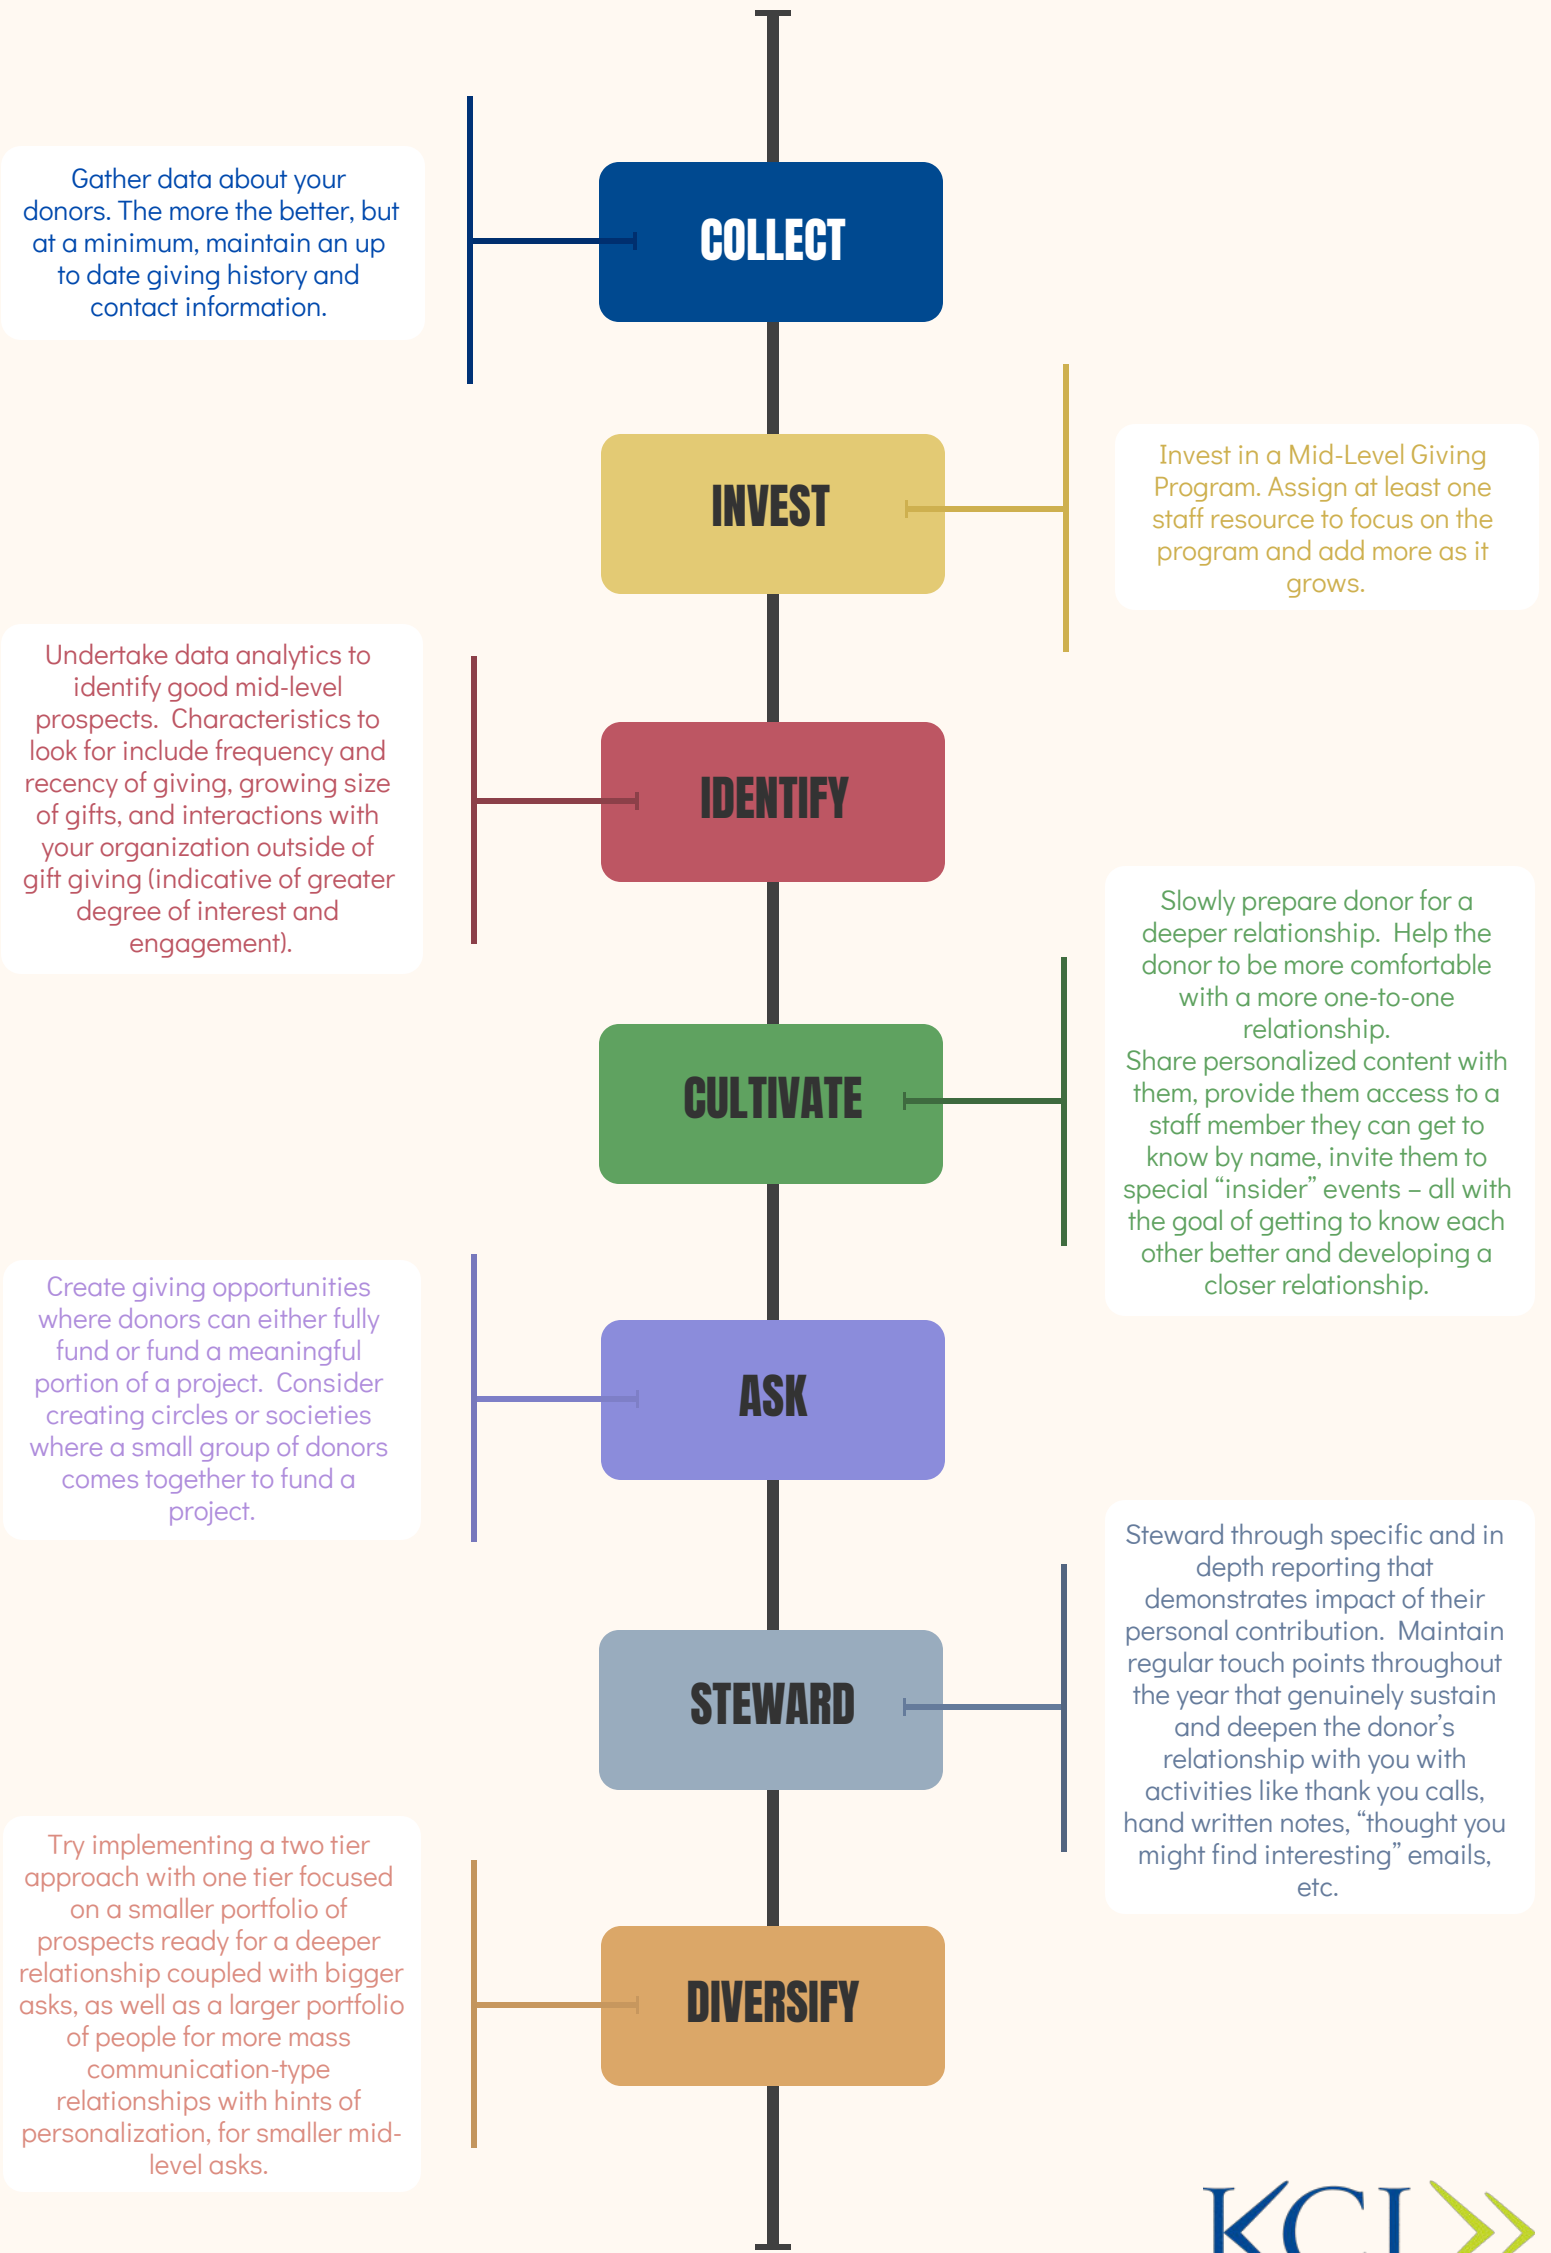 COLLECT
Gather data about your
donors. The more the better, but
at a minimum, maintain an up
to date giving history and
contact information.
INVEST
Invest in a Mid-Level Giving
Program. Assign at least one
staff resource to focus on the
program and add more as it
grows.
IDENTIFY
Undertake data analytics to
identify good mid-level
prospects.  Characteristics to
look for include frequency and
recency of giving, growing size
of gifts, and interactions with
your organization outside of
gift giving (indicative of greater
degree of interest and
engagement).
CULTIVATE
Slowly prepare donor for a
deeper relationship.  Help the
donor to be more comfortable
with a more one-to-one
relationship.
Share personalized content with
them, provide them access to a
staff member they can get to
know by name, invite them to
special “insider” events – all with
the goal of getting to know each
other better and developing a
closer relationship.
ASK
Create giving opportunities
where donors can either fully
fund or fund a meaningful
portion of a project.  Consider
creating circles or societies
where a small group of donors
comes together to fund a
project.
STEWARD
Steward through specific and in
depth reporting that
demonstrates impact of their
personal contribution.  Maintain
regular touch points throughout
the year that genuinely sustain
and deepen the donor’s
relationship with you with
activities like thank you calls,
hand written notes, “thought you
might find interesting” emails,
etc.
DIVERSIFY
Try implementing a two tier
approach with one tier focused
on a smaller portfolio of
prospects ready for a deeper
relationship coupled with bigger
asks, as well as a larger portfolio
of people for more mass
communication-type
relationships with hints of
personalization, for smaller mid-
level asks.
KCI